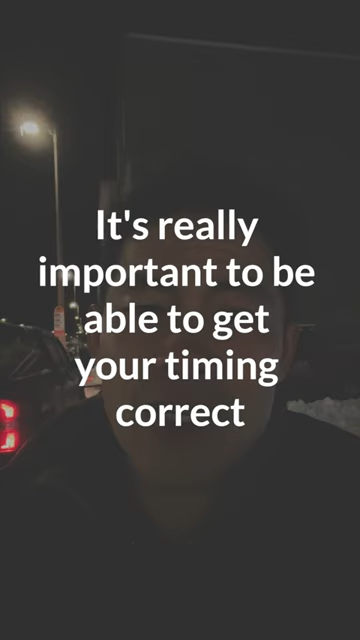 It's really
important to be
able to get
your timing
correct